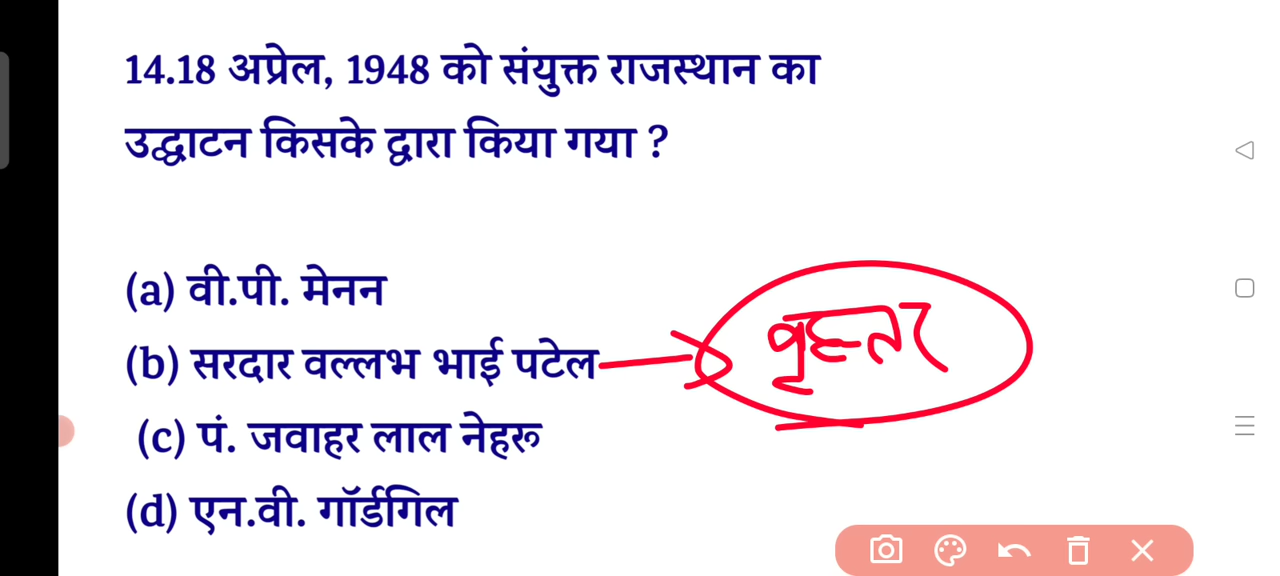 14.18 अप्रेल, 1948 को संयुक्त राजस्थान का
उद्घाटन किसके द्वारा किया गया ?
(a) वी.पी. मेनन
(b) सरदार वल्लभ भाई पटेल
वृहत्तर
(c) पं. जवाहर लाल नेहरू
(d) एन.वी. गॉर्डगिल